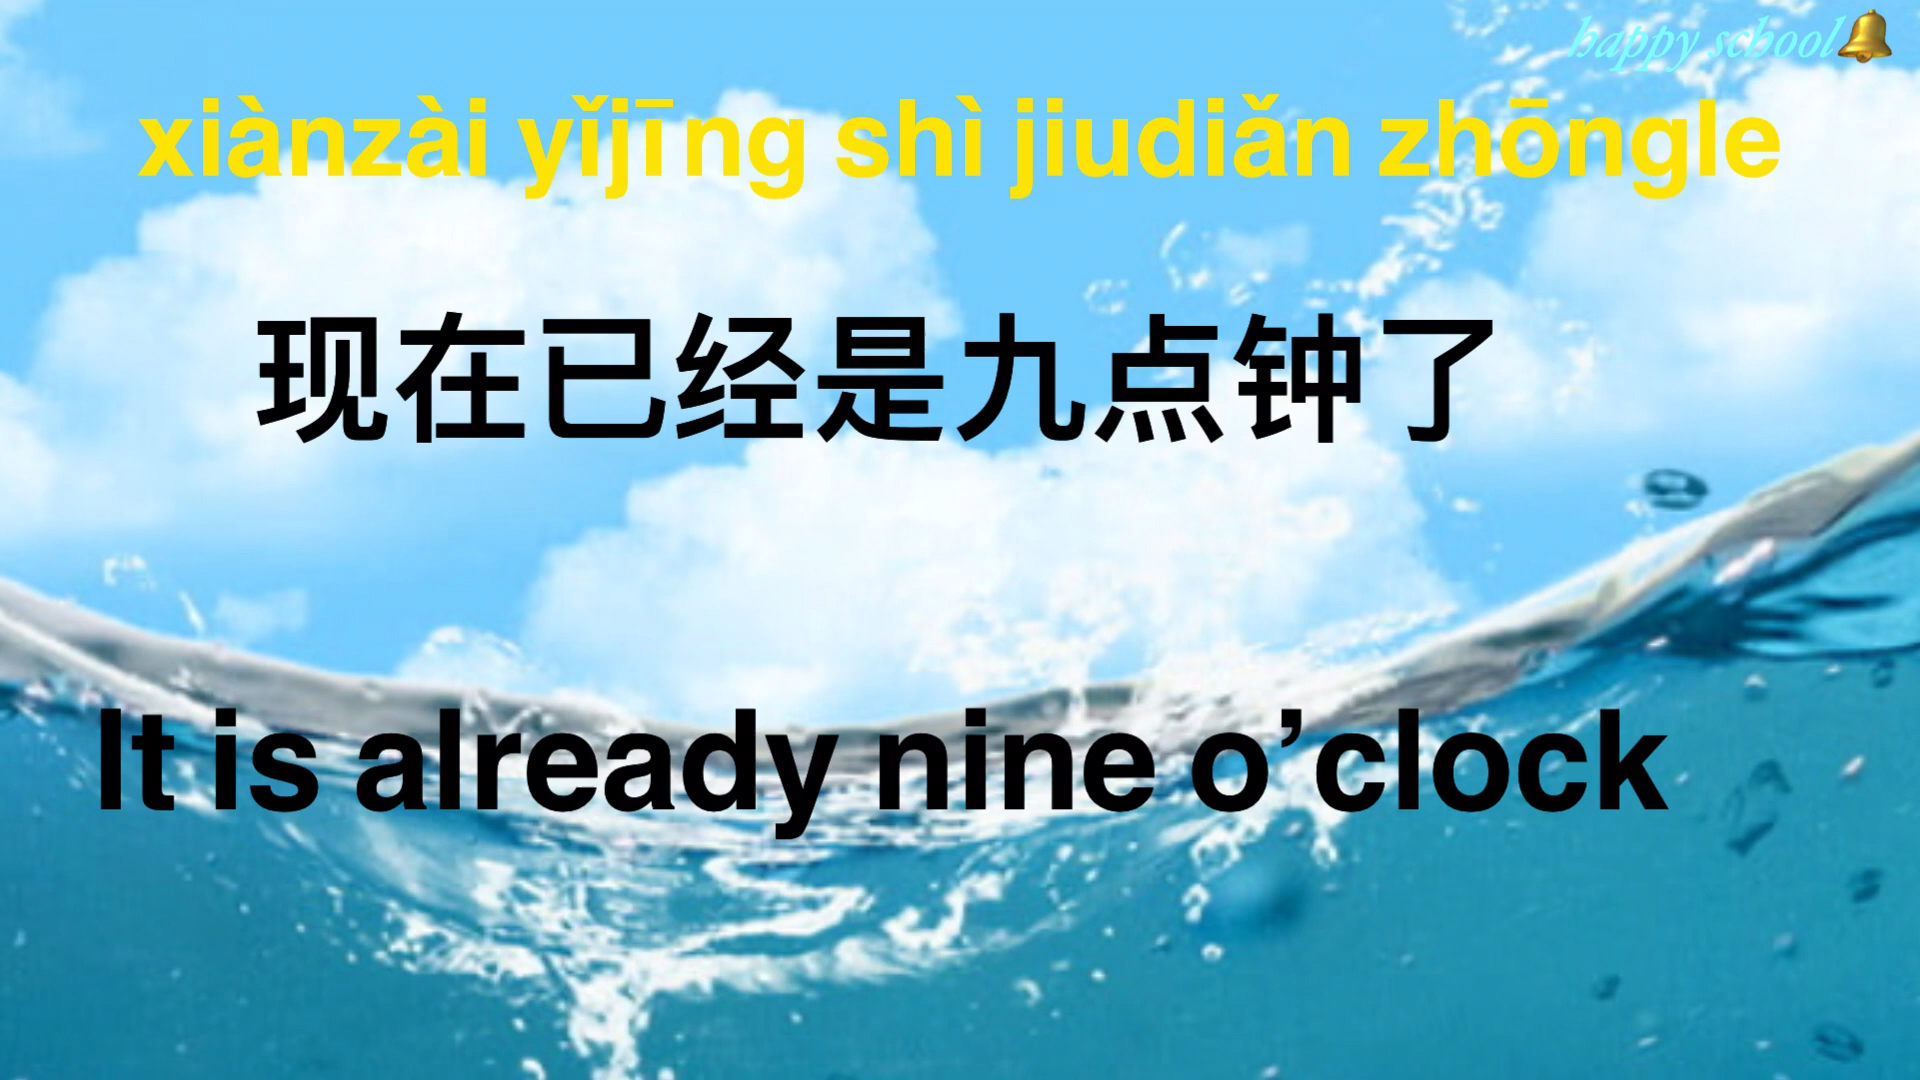 happy school🔔
xiànzài yǐjīng shì jiudiǎn zhōngle
现在已经是九点钟了
It is already nine o’clock